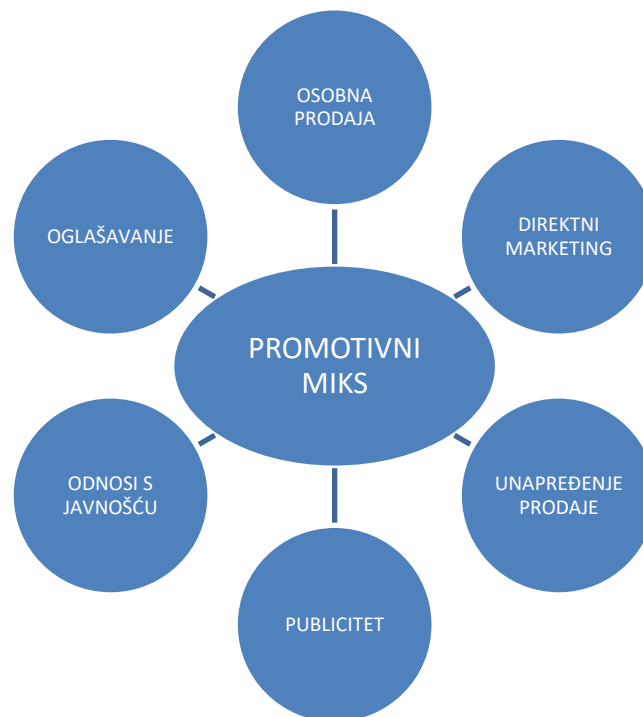 OSOBNA
PRODAJA
OGLAŠAVANJE
DIREKTNI
MARKETING
PROMOTIVNI
MIKS
ODNOSI S
JAVNOŠĆU
UNAPREĐENJE
PRODAJE
PUBLICITET